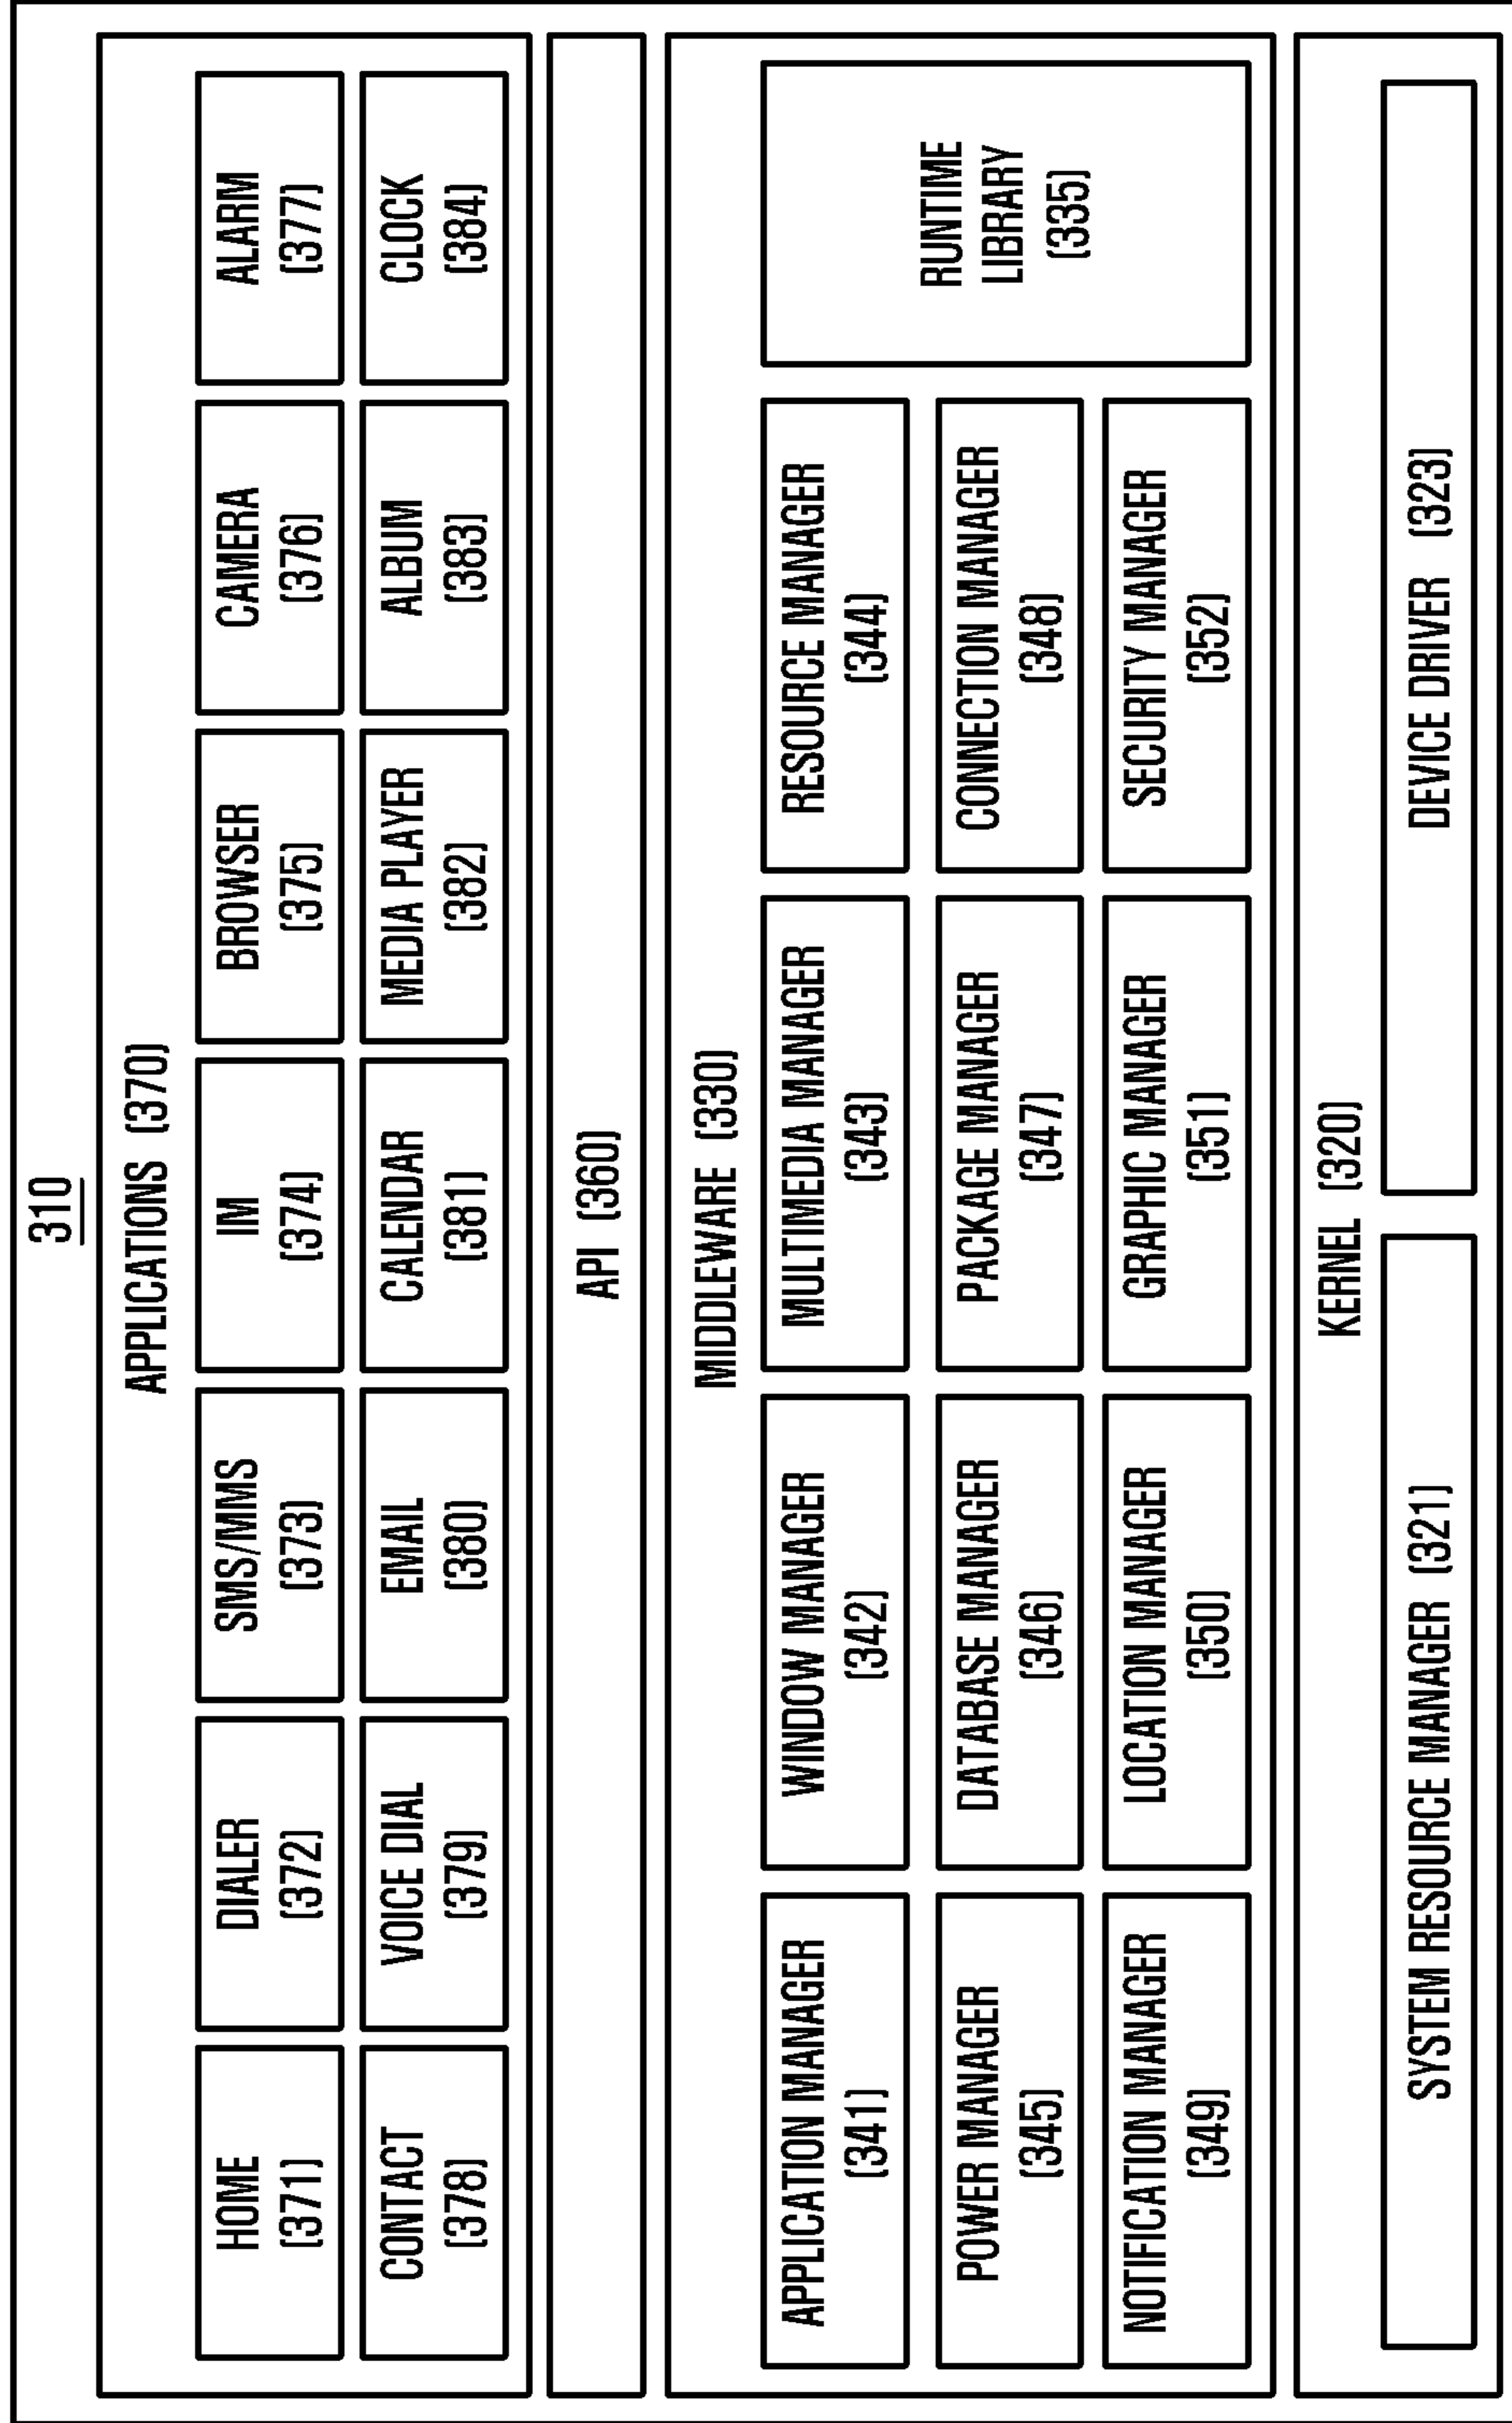 310
APPLICATIONS (370)
HOME
(371)
DIALER
(372)
SMS/MMS
(373)
IM
(374)
BROWSER
(375)
CAMERA
(376)
ALARM
(377)
CONTACT
(378)
VOICE DIAL
(379)
EMAIL
(380)
CALENDAR
(381)
MEDIA PLAYER
(382)
ALBUM
(383)
CLOCK
(384)
API (360)
MIDDLEWARE (330)
APPLICATION MANAGER
(341)
WINDOW MANAGER
(342)
MULTIMEDIA MANAGER
(343)
RESOURCE MANAGER
(344)
POWER MANAGER
(345)
DATABASE MANAGER
(346)
PACKAGE MANAGER
(347)
CONNECTION MANAGER
(348)
NOTIFICATION MANAGER
(349)
LOCATION MANAGER
(350)
GRAPHIC MANAGER
(351)
SECURITY MANAGER
(352)
RUNTIME
LIBRARY
(335)
KERNEL (320)
SYSTEM RESOURCE MANAGER (321)
DEVICE DRIVER (323)